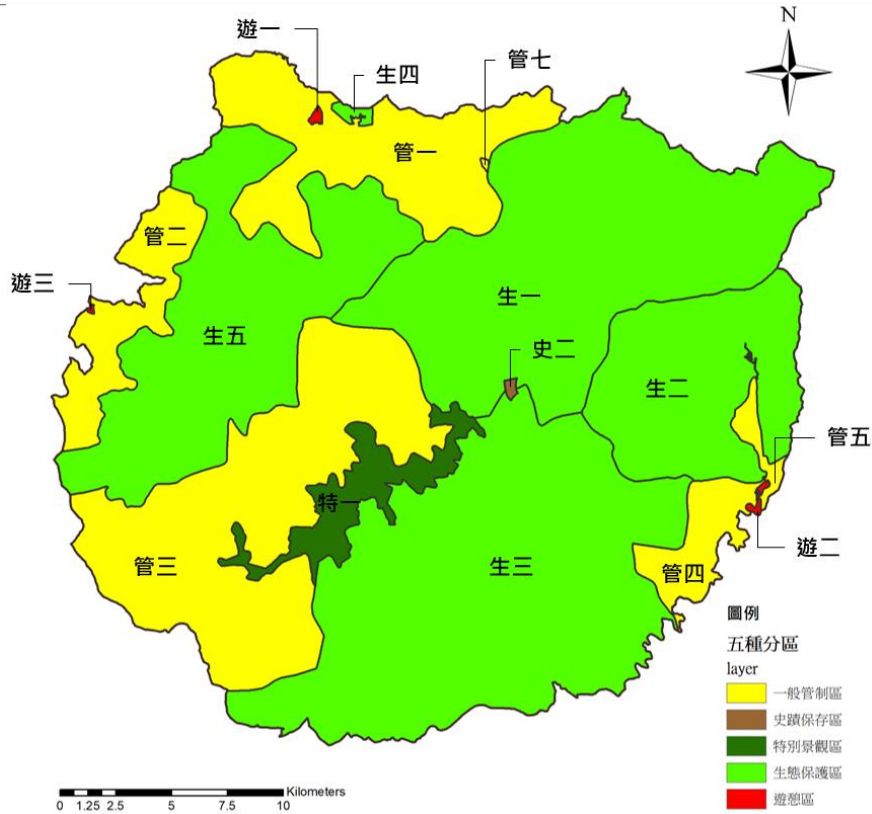 N
遊一
生四
管七
管一
管二
遊三
生一
生五
史二
生二
管五
特一
遊二
管三
生三
管四
圖例
五種分區
layer
一般管制區
史蹟保存區
特別景觀區
生態保護區
遊憩區
Kilometers
0 1.25 2.5 5 7.5 10